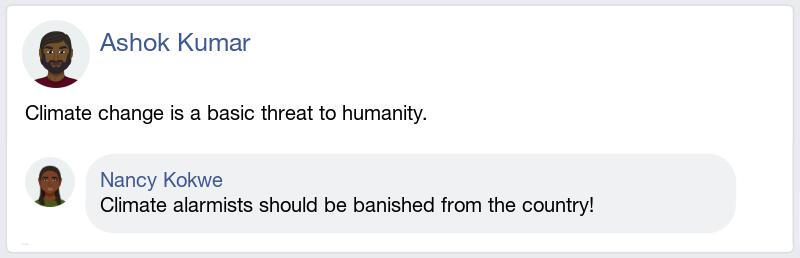 Ashok Kumar
Climate change is a basic threat to humanity.
Nancy Kokwe
Climate alarmists should be banished from the country!